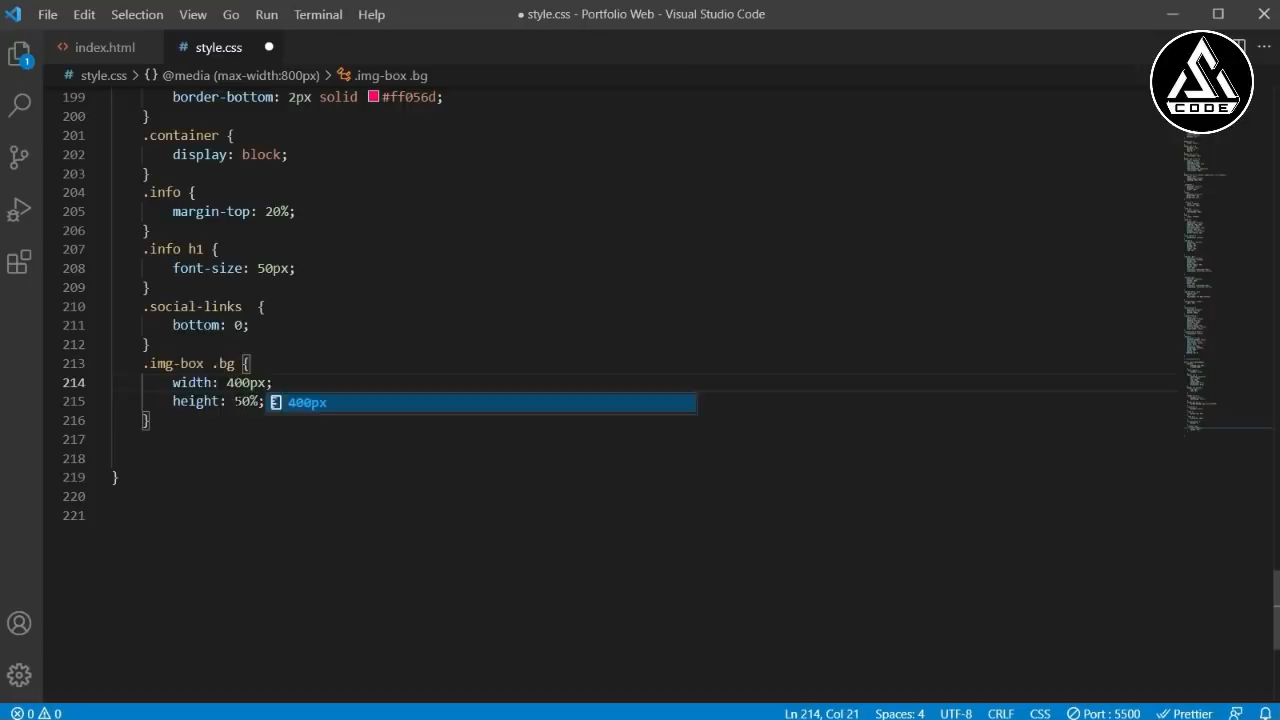 File Edit Selection View Go Run Terminal Help ● style.css - Portfolio Web - Visual Studio Code
<> index.html # style.css ●
# style.css > {} @media (max-width:800px) > .img-box .bg
1
CODE
199 border-bottom: 2px solid #ff056d;
200 }
201 .container {
202 display: block;
203 }
204 .info {
205 margin-top: 20%;
206 }
207 .info h1 {
208 font-size: 50px;
209 }
210 .social-links  {
211 bottom: 0;
212 }
213 .img-box .bg {
214 width: 400px;
215 height: 50%; 400px
216 }
217
218
219 }
220
221
0 0 Ln 214, Col 21 Spaces: 4 UTF-8 CRLF CSS Port : 5500 Prettier